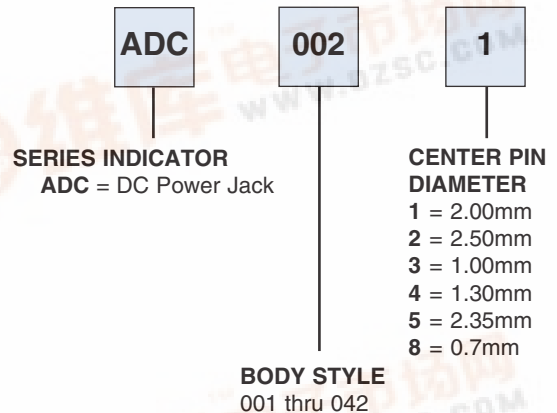 ADC 002 1
SERIES INDICATOR
ADC = DC Power Jack
CENTER PIN
DIAMETER
1 = 2.00mm
2 = 2.50mm
3 = 1.00mm
4 = 1.30mm
5 = 2.35mm
8 = 0.7mm
BODY STYLE
001 thru 042